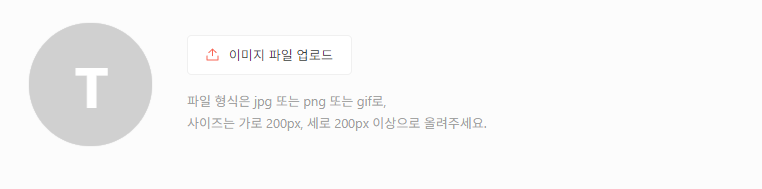 T
이미지 파일 업로드
파일 형식은 jpg 또는 png 또는 gif로,
사이즈는 가로 200px, 세로 200px 이상으로 올려주세요.